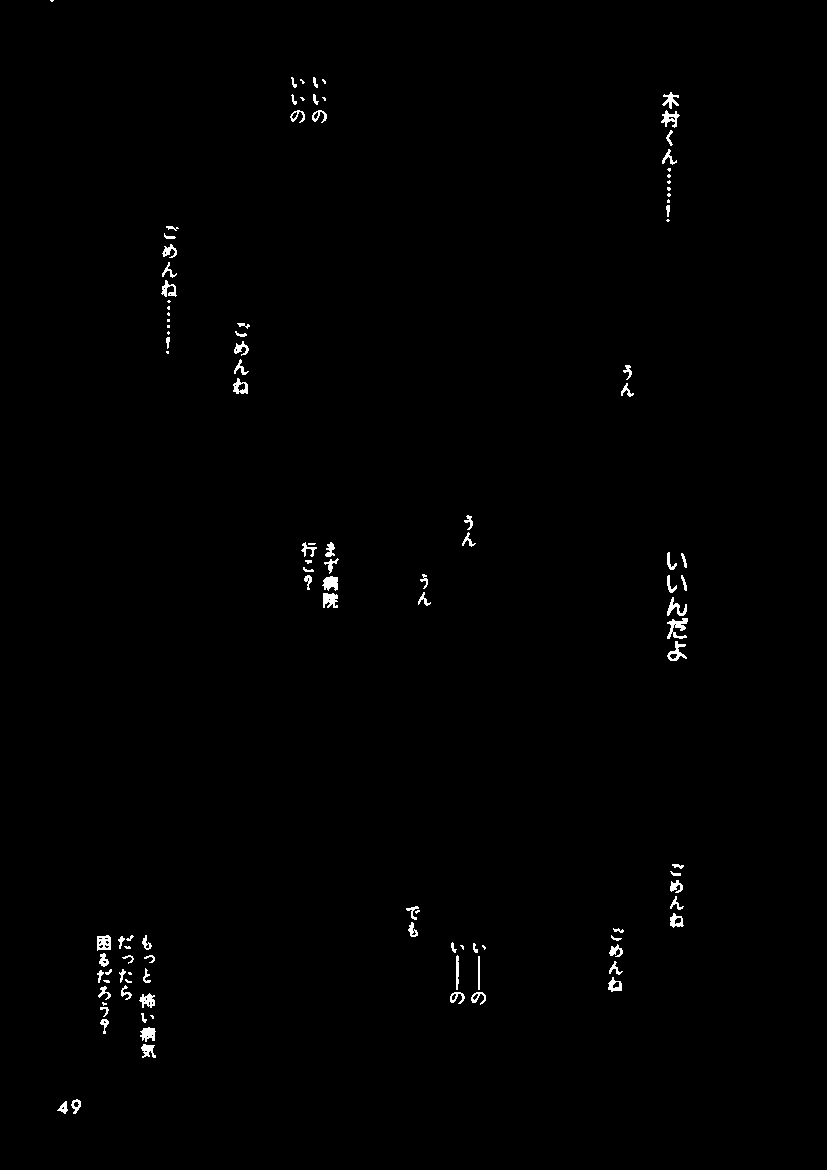 木村くん……!
うん
いいの
いいの
ごめんね
ごめんね……!
いいんだよ
うん
うん
まず病院
行こ?
ごめんね
ごめんね
い──の
い──の
でも
もっと怖い病気
だったら
困るだろう?
49